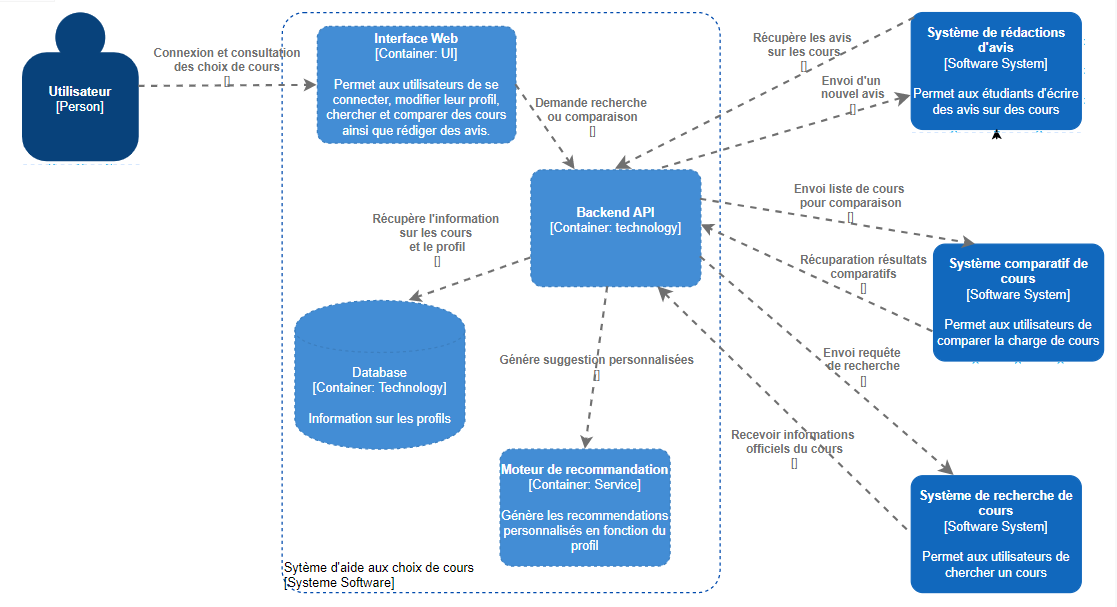 Utilisateur
[Person]
Connexion et consultation
des choix de cours
[]
Interface Web
[Container: UI]
Permet aux utilisateurs de se
connecter, modifier leur profil,
chercher et comparer des cours
ainsi que rédiger des avis.
Demande recherche
ou comparaison
[]
Récupère les avis
sur les cours
[]
Envoi d'un
nouvel avis
[]
Système de rédactions
d'avis
[Software System]
Permet aux étudiants d'écrire
des avis sur des cours
Backend API
[Container: technology]
Envoi liste de cours
pour comparaison
[]
Récuparation résultats
comparatifs
[]
Système comparatif de
cours
[Software System]
Permet aux utilisateurs de
comparer la charge de cours
Récupère l'information
sur les cours
et le profil
[]
Database
[Container: Technology]
Information sur les profils
Génére suggestion personnalisées
[]
Envoi requête
de recherche
[]
Recevoir informations
officiels du cours
[]
Moteur de recommandation
[Container: Service]
Génère les recommendations
personnalisés en fonction du
profil
Système de recherche de
cours
[Software System]
Permet aux utilisateurs de
chercher un cours
Sytème d'aide aux choix de cours
[Systeme Software]